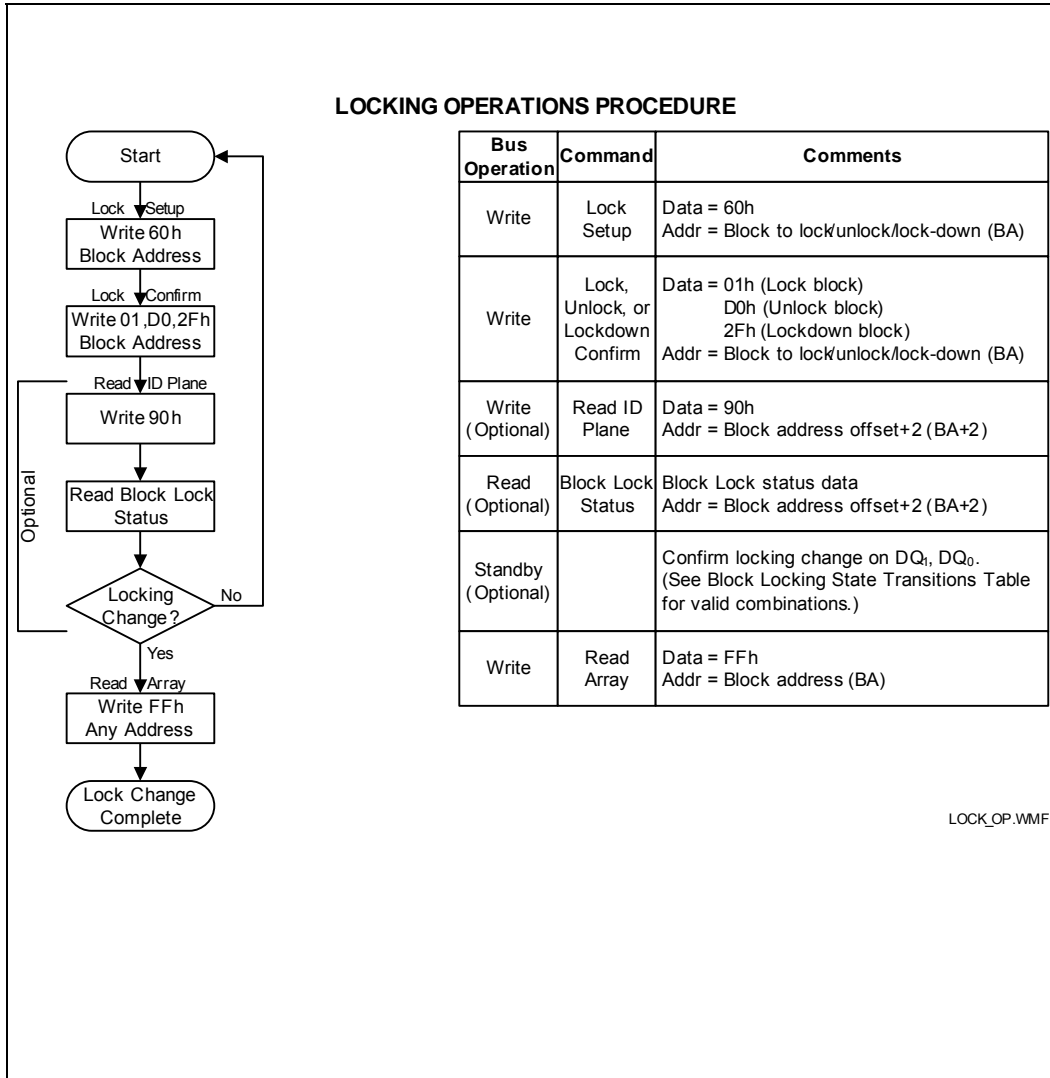 LOCKING OPERATIONS PROCEDURE
Start
Lock Setup
Write 60h
Block Address
Lock Confirm
Write 01,D0,2Fh
Block Address
Read ID Plane
Write 90h
Optional
Read Block Lock
Status
Locking
Change?
No
Yes
Read Array
Write FFh
Any Address
Lock Change
Complete
Bus
Operation
Command
Comments
Write
Lock
Setup
Data = 60h
Addr = Block to lock/unlock/lock-down (BA)
Write
Lock,
Unlock, or
Lockdown
Confirm
Data = 01h (Lock block)
D0h (Unlock block)
2Fh (Lockdown block)
Addr = Block to lock/unlock/lock-down (BA)
Write
(Optional)
Read ID
Plane
Data = 90h
Addr = Block address offset+2 (BA+2)
Read
(Optional)
Block Lock
Status
Block Lock status data
Addr = Block address offset+2 (BA+2)
Standby
(Optional)
Confirm locking change on DQ₁, DQ₀.
(See Block Locking State Transitions Table
for valid combinations.)
Write
Read
Array
Data = FFh
Addr = Block address (BA)
LOCK_OP.WMF